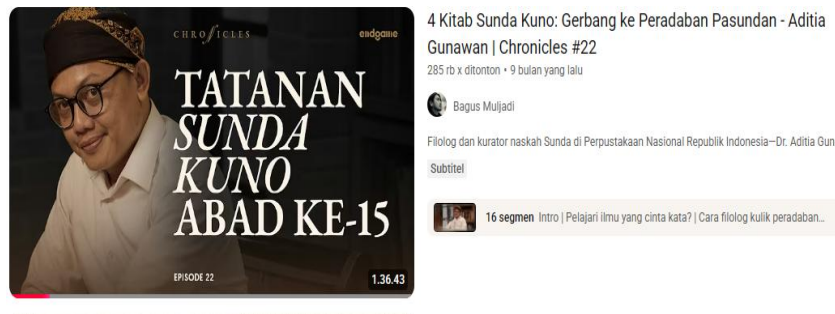 CHRONICLES
endgame
TATANAN
SUNDA
KUNO
ABAD KE-15
EPISODE 22
1.36.43
4 Kitab Sunda Kuno: Gerbang ke Peradaban Pasundan - Aditia
Gunawan | Chronicles #22
285 rb x ditonton • 9 bulan yang lalu
Bagus Muljadi
Filolog dan kurator naskah Sunda di Perpustakaan Nasional Republik Indonesia—Dr. Aditia Gun
Subtitel
16 segmen Intro | Pelajari ilmu yang cinta kata? | Cara filolog kulik peradaban...